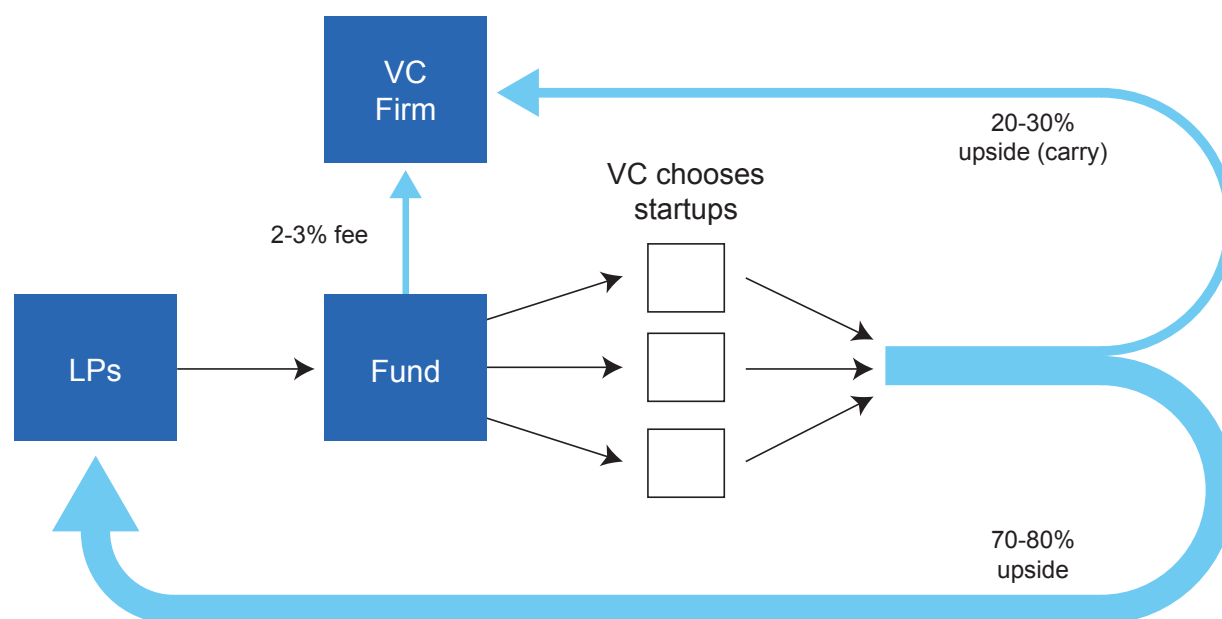 VC
Firm
20-30%
upside (carry)
VC chooses
startups
2-3% fee
LPs
Fund
70-80%
upside